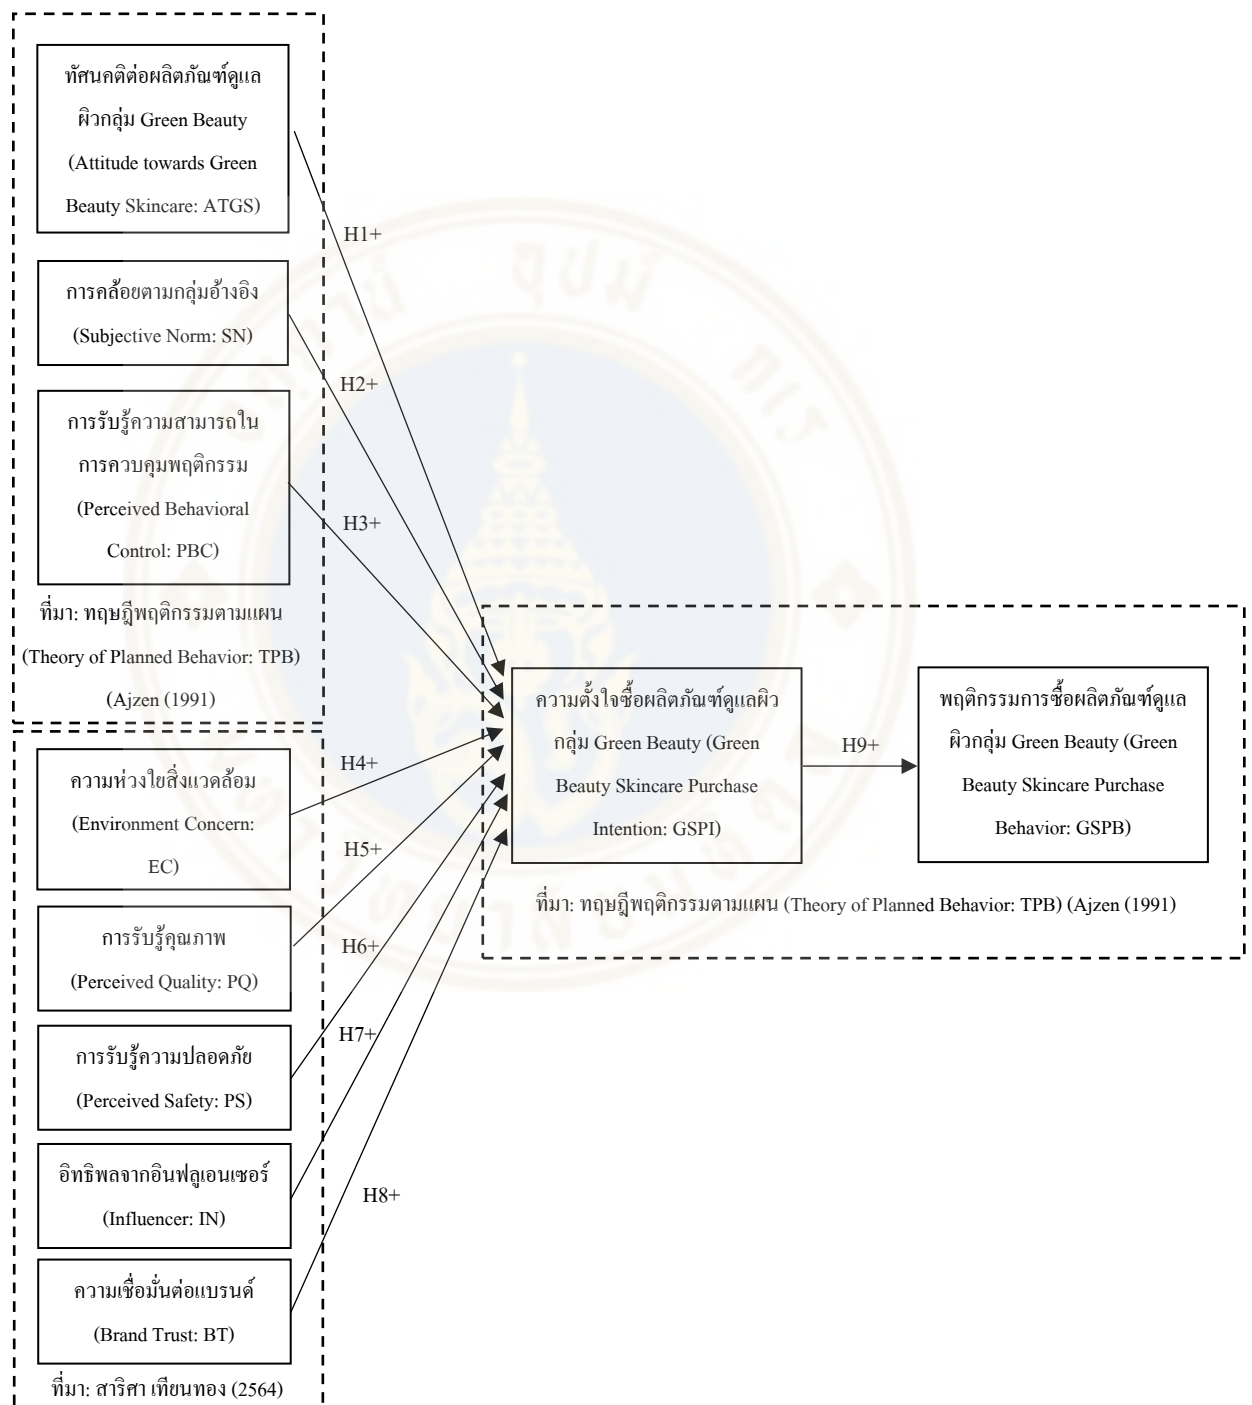 ทัศนคติต่อผลิตภัณฑ์ดูแล
ผิวกลุ่ม Green Beauty
(Attitude towards Green
Beauty Skincare: ATGS)
การคล้อยตามกลุ่มอ้างอิง
(Subjective Norm: SN)
การรับรู้ความสามารถใน
การควบคุมพฤติกรรม
(Perceived Behavioral
Control: PBC)
ที่มา: ทฤษฎีพฤติกรรมตามแผน
(Theory of Planned Behavior: TPB)
(Ajzen (1991)
ความห่วงใยสิ่งแวดล้อม
(Environment Concern:
EC)
การรับรู้คุณภาพ
(Perceived Quality: PQ)
การรับรู้ความปลอดภัย
(Perceived Safety: PS)
อิทธิพลจากอินฟลูเอนเซอร์
(Influencer: IN)
ความเชื่อมั่นต่อแบรนด์
(Brand Trust: BT)
ที่มา: สาริศา เทียนทอง (2564)
H1+
H2+
H3+
H4+
H5+
H6+
H7+
H8+
ความตั้งใจซื้อผลิตภัณฑ์ดูแลผิว
กลุ่ม Green Beauty (Green
Beauty Skincare Purchase
Intention: GSPI)
H9+
พฤติกรรมการซื้อผลิตภัณฑ์ดูแล
ผิวกลุ่ม Green Beauty (Green
Beauty Skincare Purchase
Behavior: GSPB)
ที่มา: ทฤษฎีพฤติกรรมตามแผน (Theory of Planned Behavior: TPB) (Ajzen (1991)